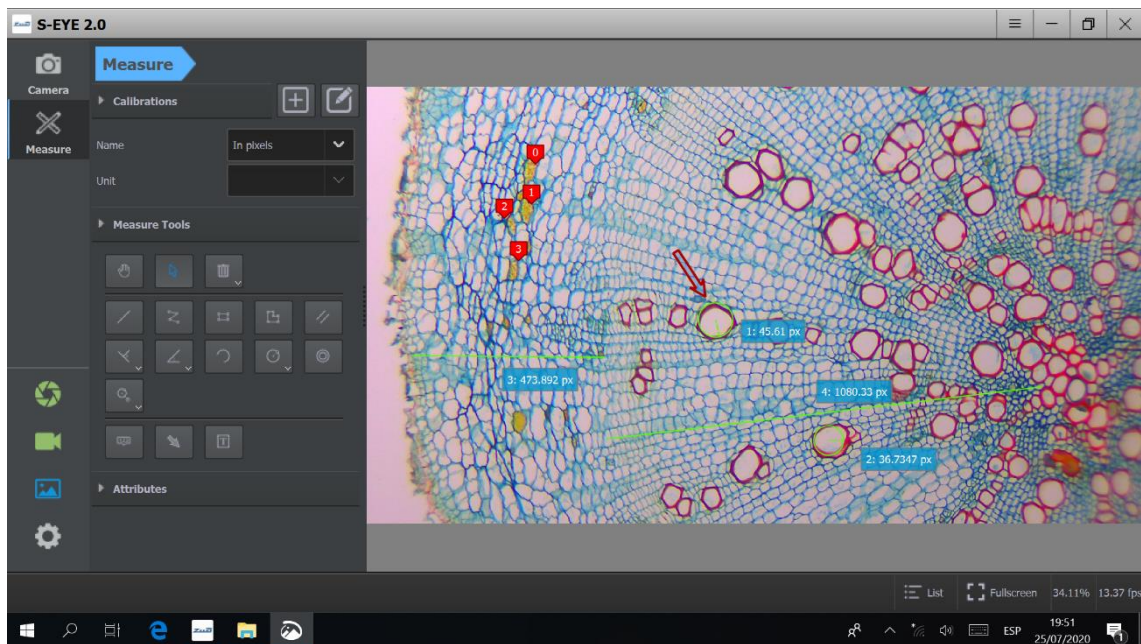 S-EYE 2.0
Camera
Measure
Measure
Calibrations
Name
In pixels
Unit
Measure Tools
Attributes
0
1
2
3
1: 45.61 px
3: 473.892 px
4: 1080.33 px
2: 36.7347 px
List
Fullscreen
34.11%
13.37 fps
ESP
19:51
25/07/2020
1